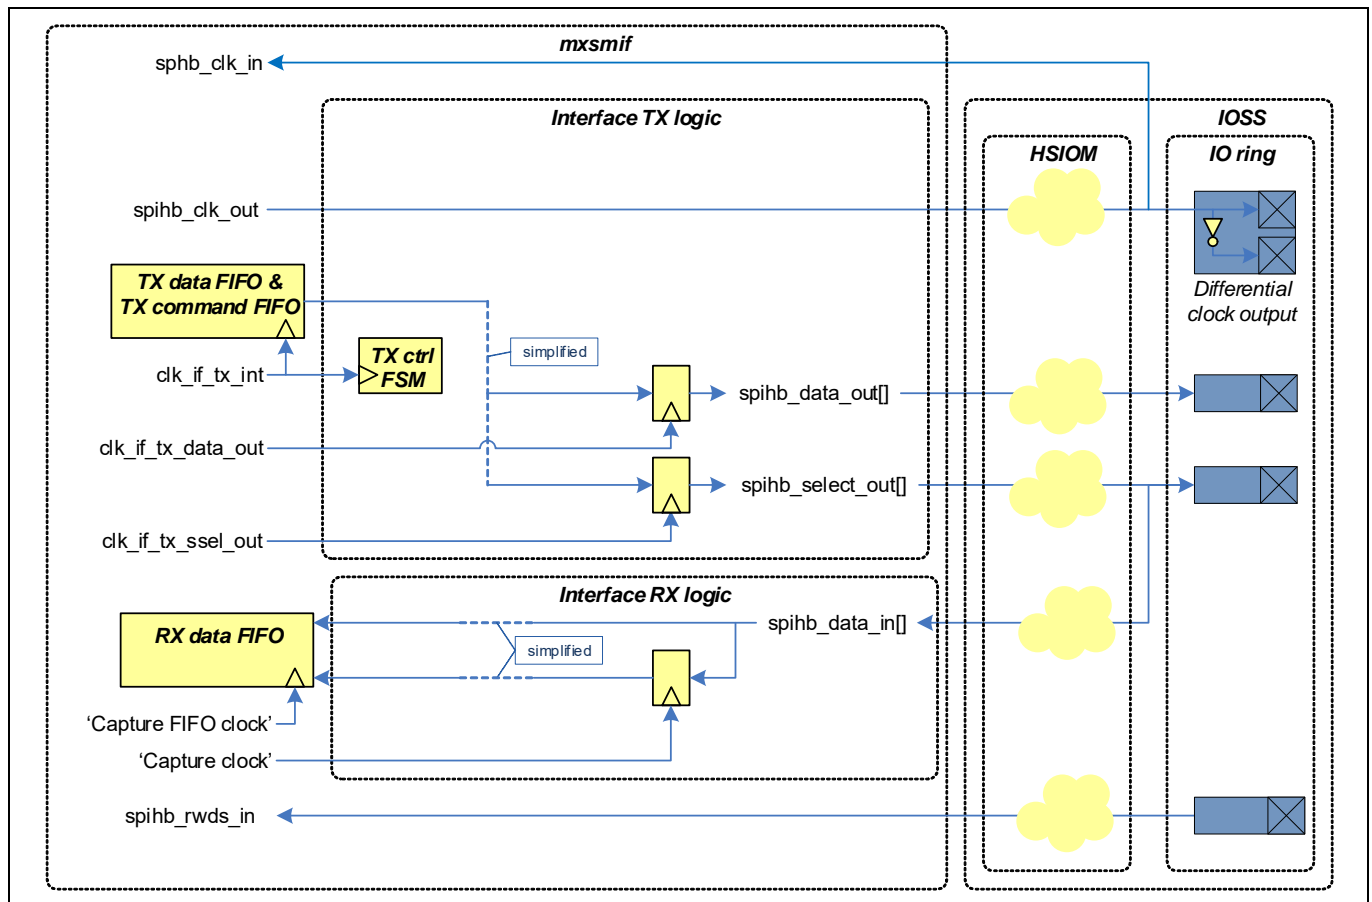 mxsmif
sphb_clk_in
Interface TX logic
IOSS
HSIOM
IO ring
spihb_clk_out
TX data FIFO &
TX command FIFO
Differential
clock output
simplified
TX ctrl
FSM
clk_if_tx_int
spihb_data_out[]
clk_if_tx_data_out
spihb_select_out[]
clk_if_tx_ssel_out
Interface RX logic
RX data FIFO
spihb_data_in[]
simplified
‘Capture FIFO clock’
‘Capture clock’
spihb_rwds_in